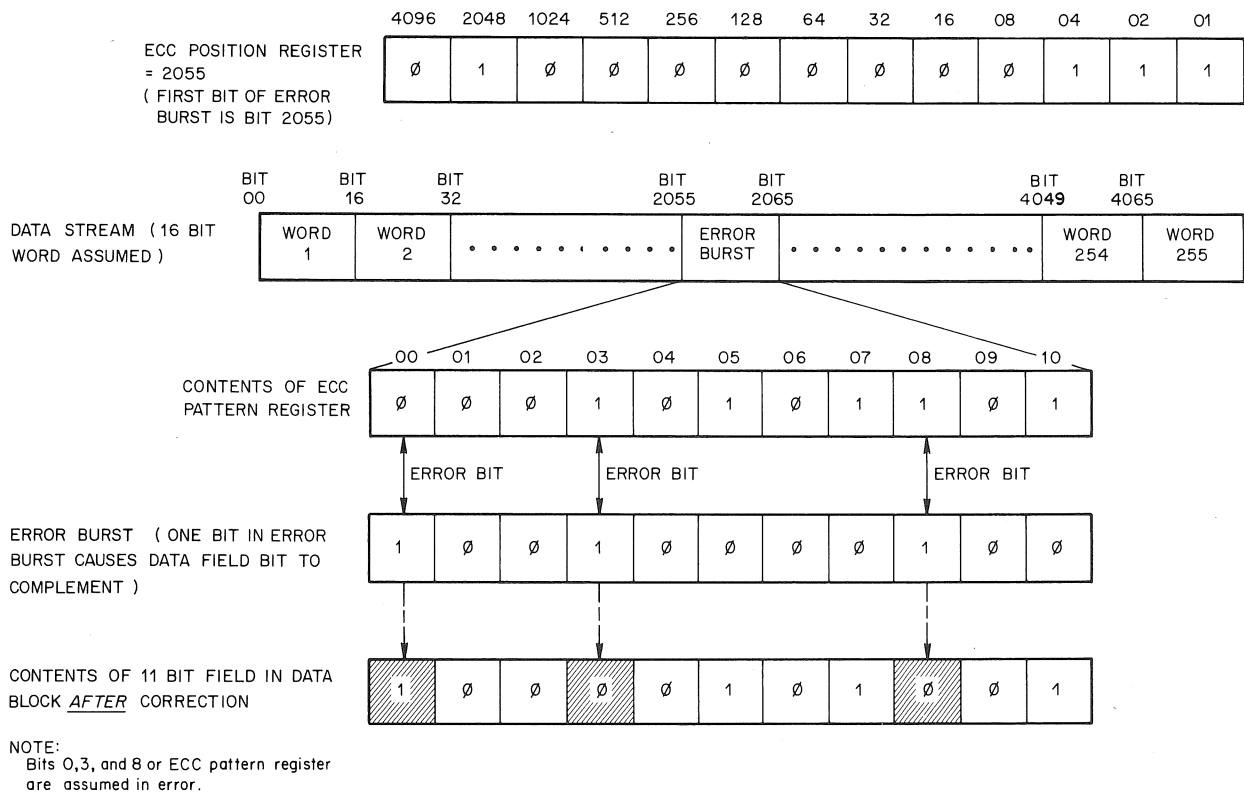 4096 2048 1024 512 256 128 64 32 16 08 04 02 01
ECC POSITION REGISTER
= 2055
( FIRST BIT OF ERROR
BURST IS BIT 2055)
Ø 1 Ø Ø Ø Ø Ø Ø Ø Ø 1 1 1
BIT BIT BIT BIT BIT BIT BIT
00 16 32 2055 2065 4049 4065
DATA STREAM (16 BIT
WORD ASSUMED)
WORD WORD ERROR WORD WORD
1 2 BURST 254 255
00 01 02 03 04 05 06 07 08 09 10
CONTENTS OF ECC
PATTERN REGISTER
Ø Ø Ø 1 Ø 1 Ø 1 1 Ø 1
ERROR BIT ERROR BIT ERROR BIT
ERROR BURST ( ONE BIT IN ERROR
BURST CAUSES DATA FIELD BIT TO
COMPLEMENT )
1 Ø Ø 1 Ø Ø Ø Ø 1 Ø Ø
CONTENTS OF 11 BIT FIELD IN DATA
BLOCK AFTER CORRECTION
1 Ø Ø Ø Ø 1 Ø 1 Ø Ø 1
NOTE:
Bits 0,3, and 8 or ECC pattern register
are assumed in error.